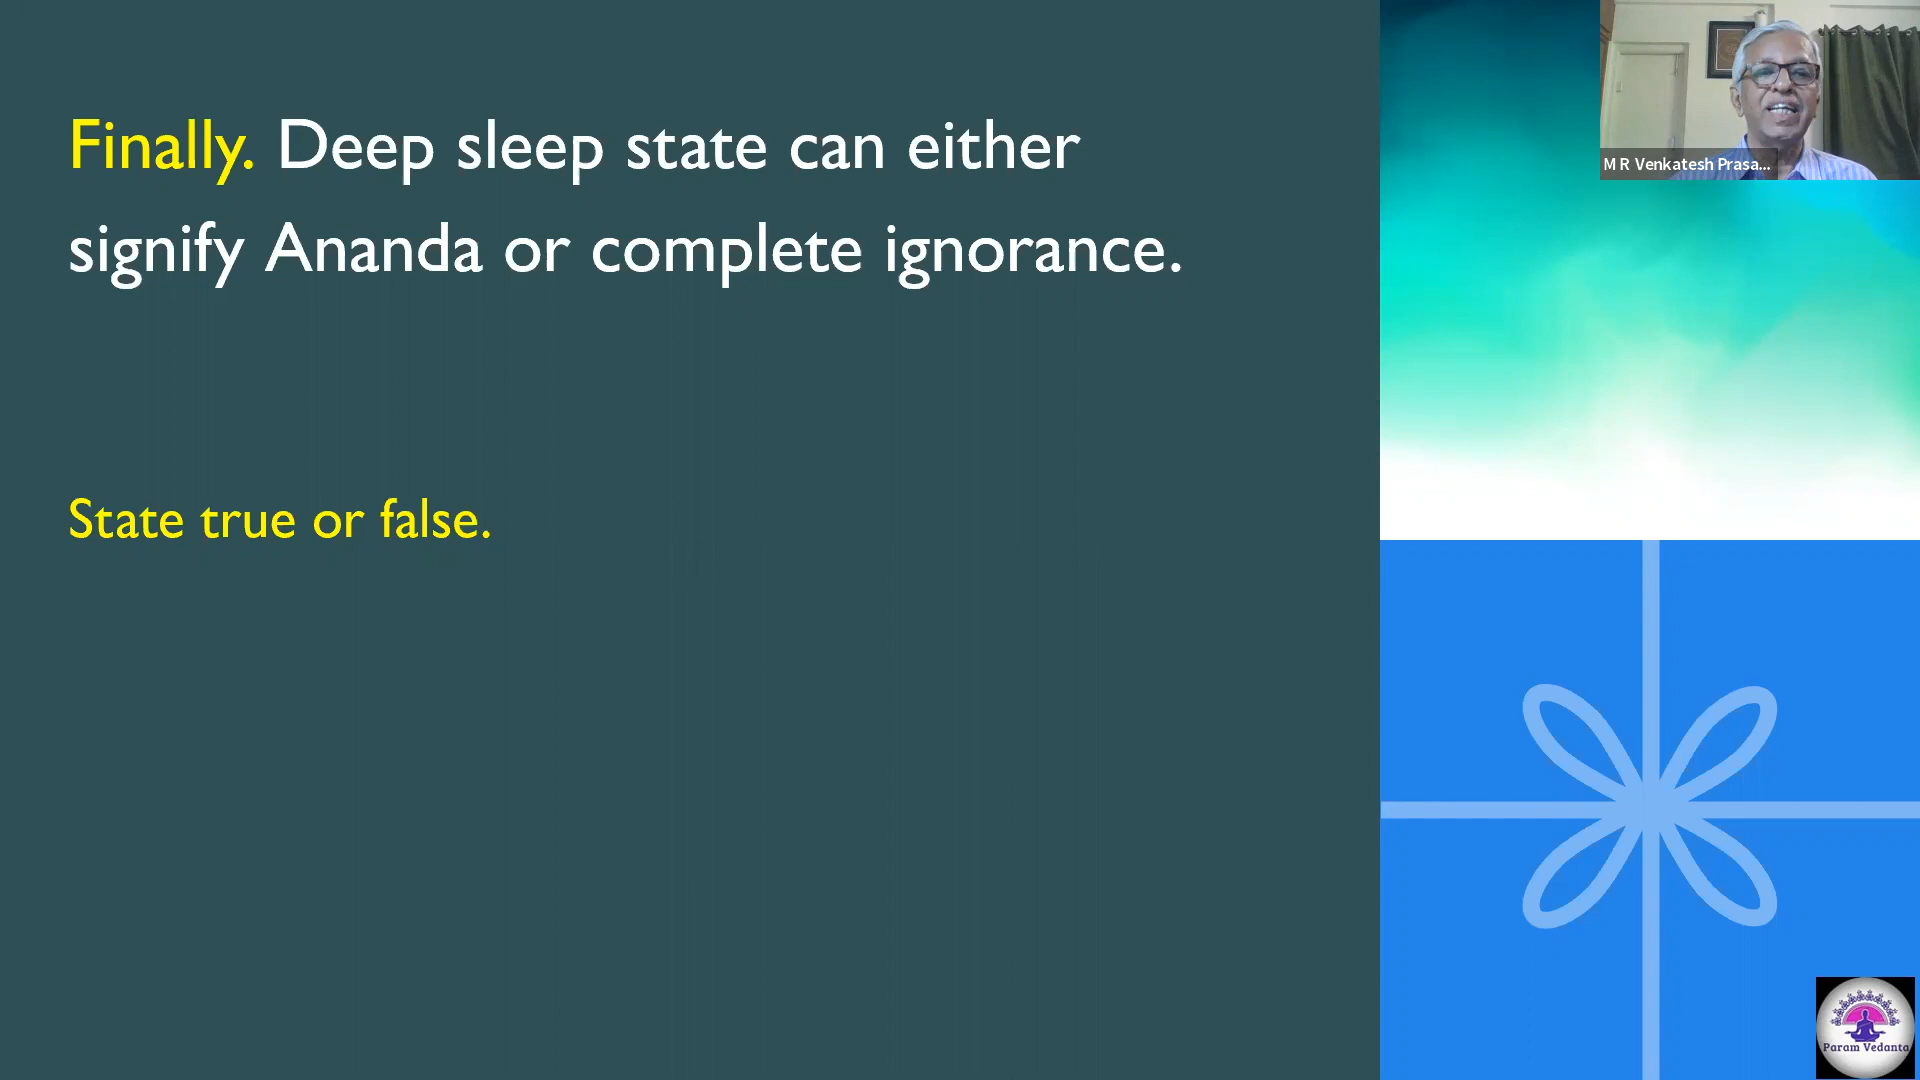 Finally. Deep sleep state can either
signify Ananda or complete ignorance.
State true or false.
M R Venkatesh Prasa...
Param Vedanta